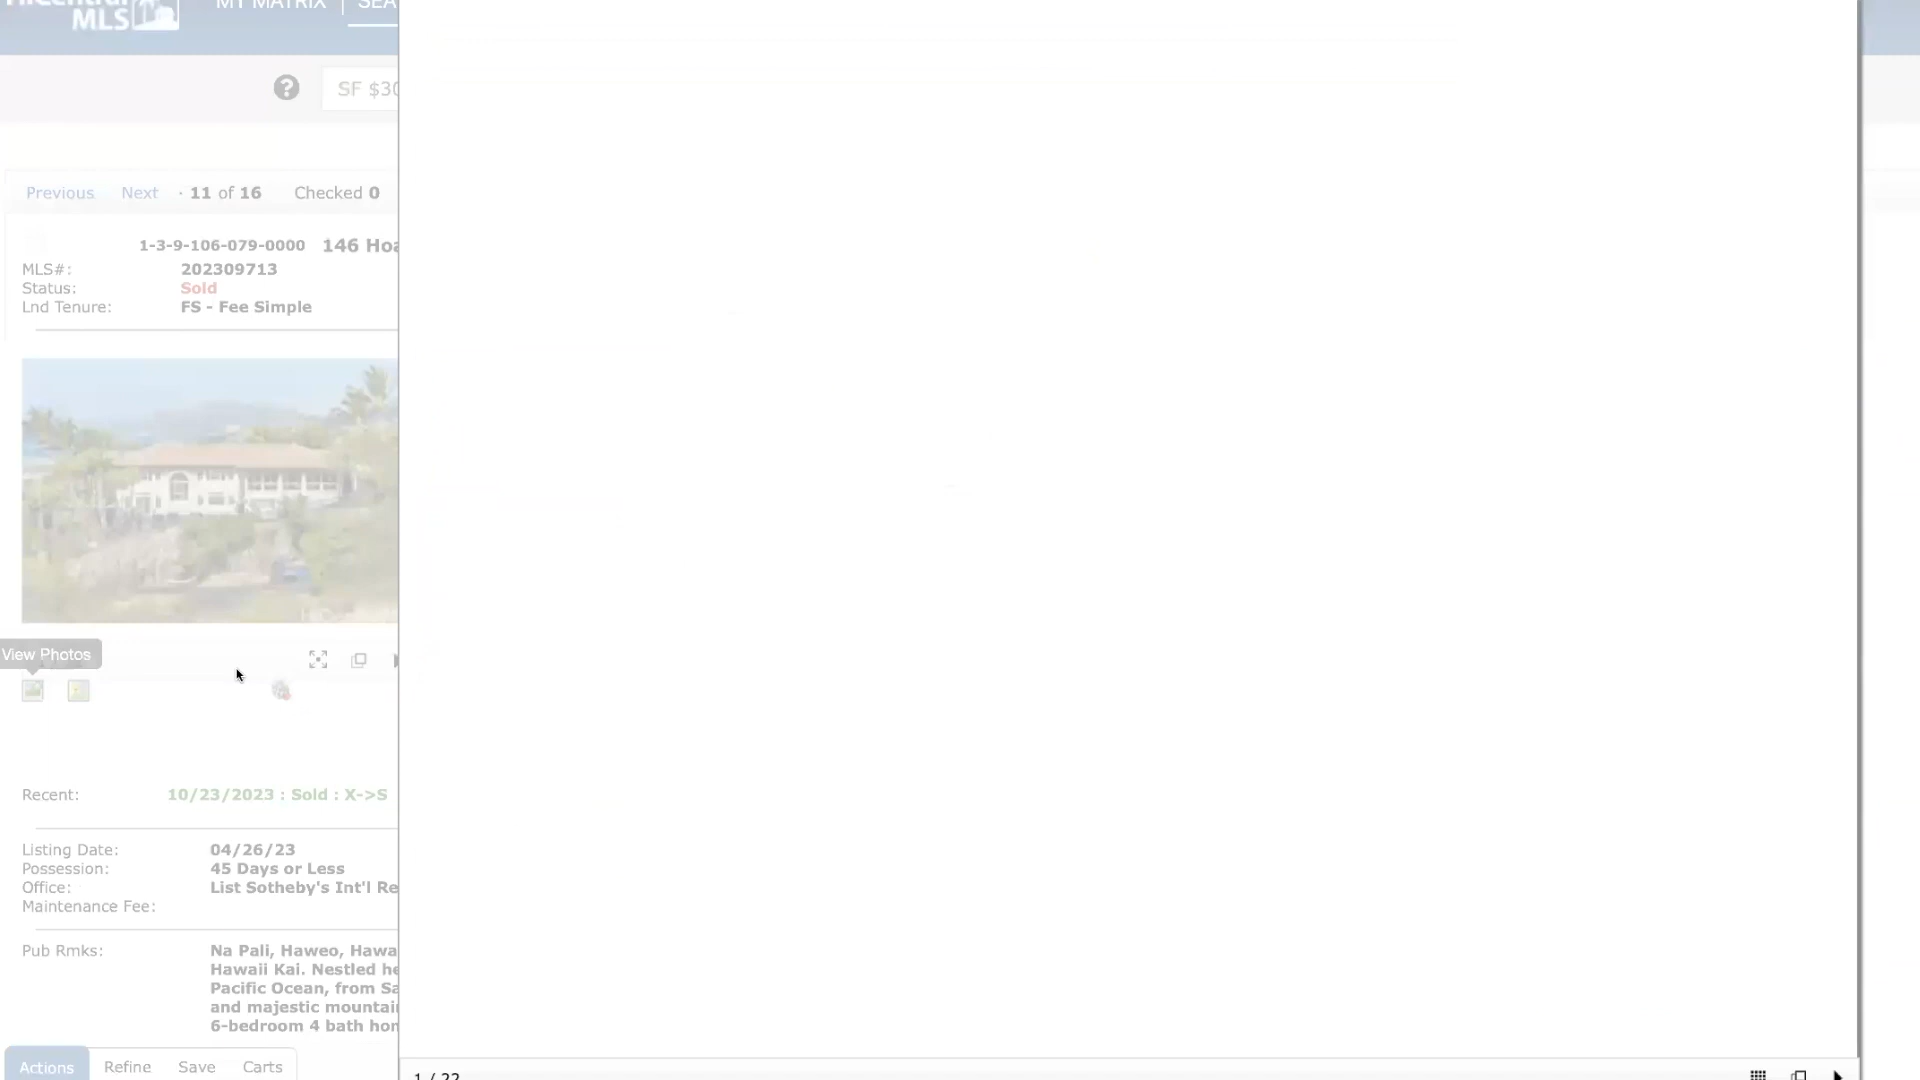 MLS
MY MATRIX
SEA
SF $30
Previous Next · 11 of 16 Checked 0
1-3-9-106-079-0000 146 Hoa
MLS#: 202309713
Status: Sold
Lnd Tenure: FS - Fee Simple
View Photos
Recent: 10/23/2023 : Sold : X->S
Listing Date: 04/26/23
Possession: 45 Days or Less
Office: List Sotheby's Int'l Re
Maintenance Fee:
Pub Rmks: Na Pali, Haweo, Hawa
Hawaii Kai. Nestled he
Pacific Ocean, from Sa
and majestic mountai
6-bedroom 4 bath hon
Actions Refine Save Carts
1 / 22